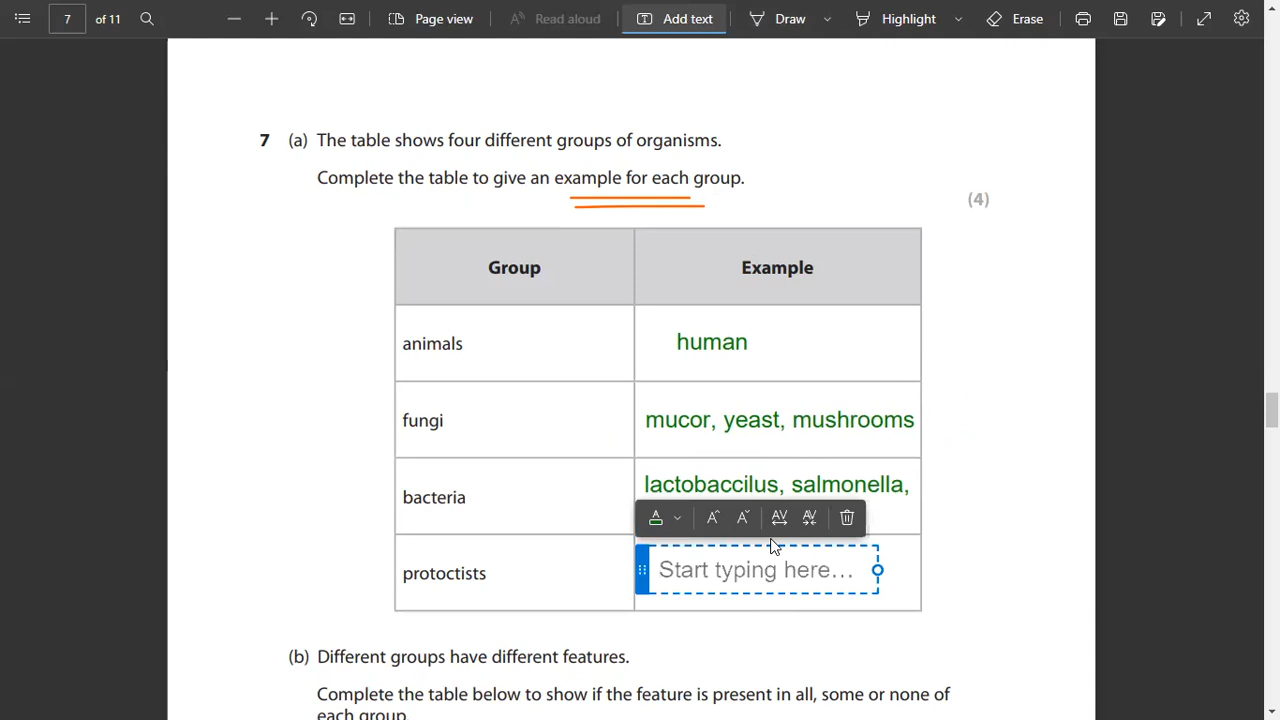 7
of 11
Page view
Read aloud
Add text
Draw
Highlight
Erase
7 (a) The table shows four different groups of organisms.
Complete the table to give an example for each group.
(4)
Group Example
animals human
fungi mucor, yeast, mushrooms
bacteria lactobaccilus, salmonella,
protoctists Start typing here...
(b) Different groups have different features.
Complete the table below to show if the feature is present in all, some or none of
each group.